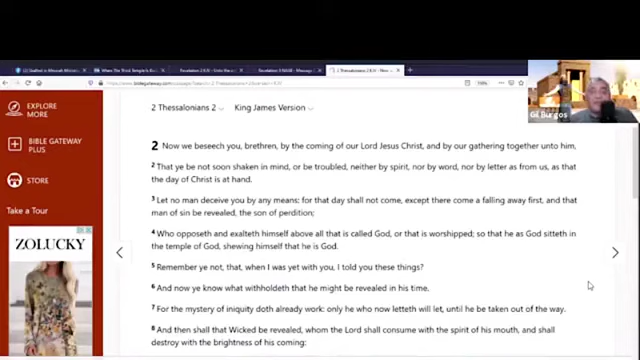 When The Third Temple is
2 Thessalonians 2 KJV - Now
Gil Burgos
EXPLORE
MORE
BIBLE GATEWAY
PLUS
STORE
Take a Tour
ZOLUCKY
2 Thessalonians 2 King James Version
2 Now we beseech you, brethren, by the coming of our Lord Jesus Christ, and by our gathering together unto him,
2 That ye be not soon shaken in mind, or be troubled, neither by spirit, nor by word, nor by letter as from us, as that
the day of Christ is at hand.
3 Let no man deceive you by any means: for that day shall not come, except there come a falling away first, and that
man of sin be revealed, the son of perdition;
4 Who opposeth and exalteth himself above all that is called God, or that is worshipped; so that he as God sitteth in
the temple of God, shewing himself that he is God.
5 Remember ye not, that, when I was yet with you, I told you these things?
6 And now ye know what withholdeth that he might be revealed in his time.
7 For the mystery of iniquity doth already work: only he who now letteth will let, until he be taken out of the way.
8 And then shall that Wicked be revealed, whom the Lord shall consume with the spirit of his mouth, and shall
destroy with the brightness of his coming: